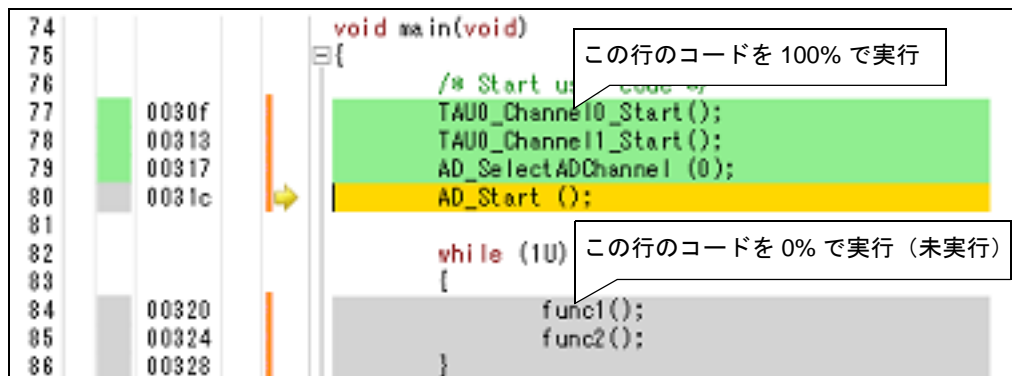 74 void main(void)
75 {
この行のコードを 100% で実行
76 /* Start us
77 0030f TAU0_Channel0_Start();
78 00313 TAU0_Channel1_Start();
79 00317 AD_SelectADChannel (0);
80 0031c AD_Start ();
81
82 while (1U)
この行のコードを 0% で実行（未実行）
83 {
84 00320 func1();
85 00324 func2();
86 00328 }